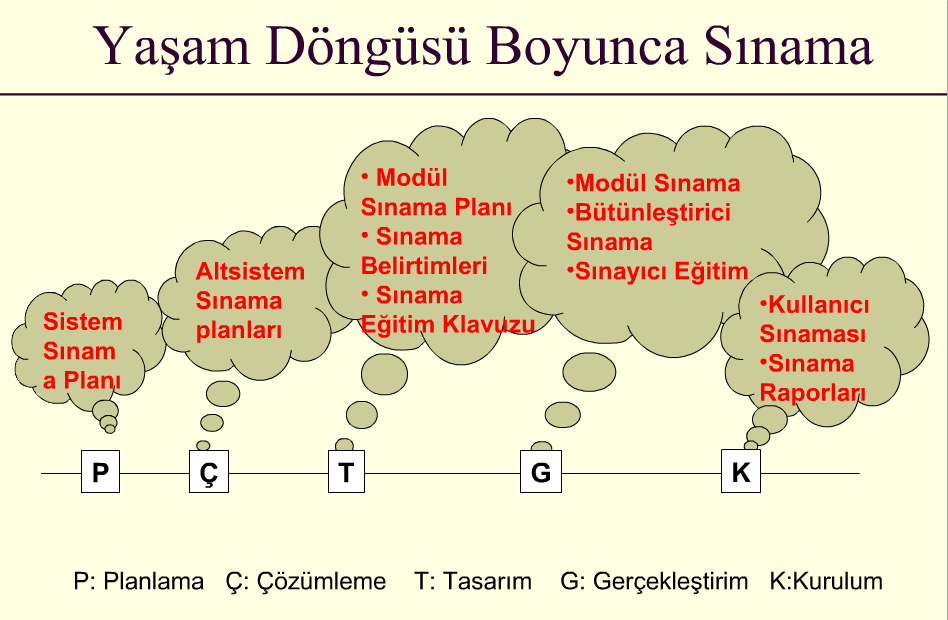 Yaşam Döngüsü Boyunca Sınama
Sistem
Sınam
a Planı
Altsistem
Sınama
planları
• Modül
Sınama Planı
• Sınama
Belirtimleri
• Sınama
Eğitim Klavuzu
•Modül Sınama
•Bütünleştirici
Sınama
•Sınayıcı Eğitim
•Kullanıcı
Sınaması
•Sınama
Raporları
P Ç T G K
P: Planlama Ç: Çözümleme T: Tasarım G: Gerçekleştirim K:Kurulum